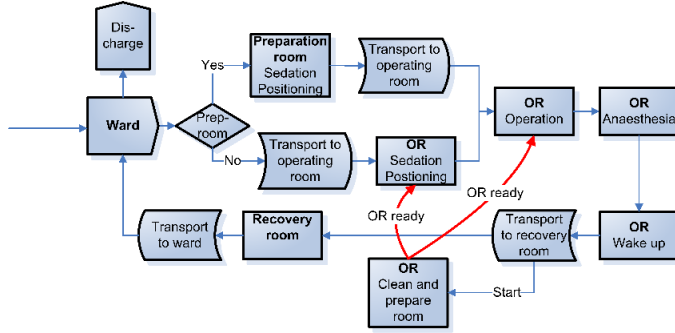 Dis-
charge
Ward
Prep-
room
Yes
Preparation
room
Sedation
Positioning
Transport to
operating
room
No
Transport to
operating
room
OR
Sedation
Postioning
OR
Operation
OR
Anaesthesia
OR ready
OR ready
Transport
to ward
Recovery
room
Transport
to recovery
room
OR
Wake up
OR
Clean and
prepare
room
Start